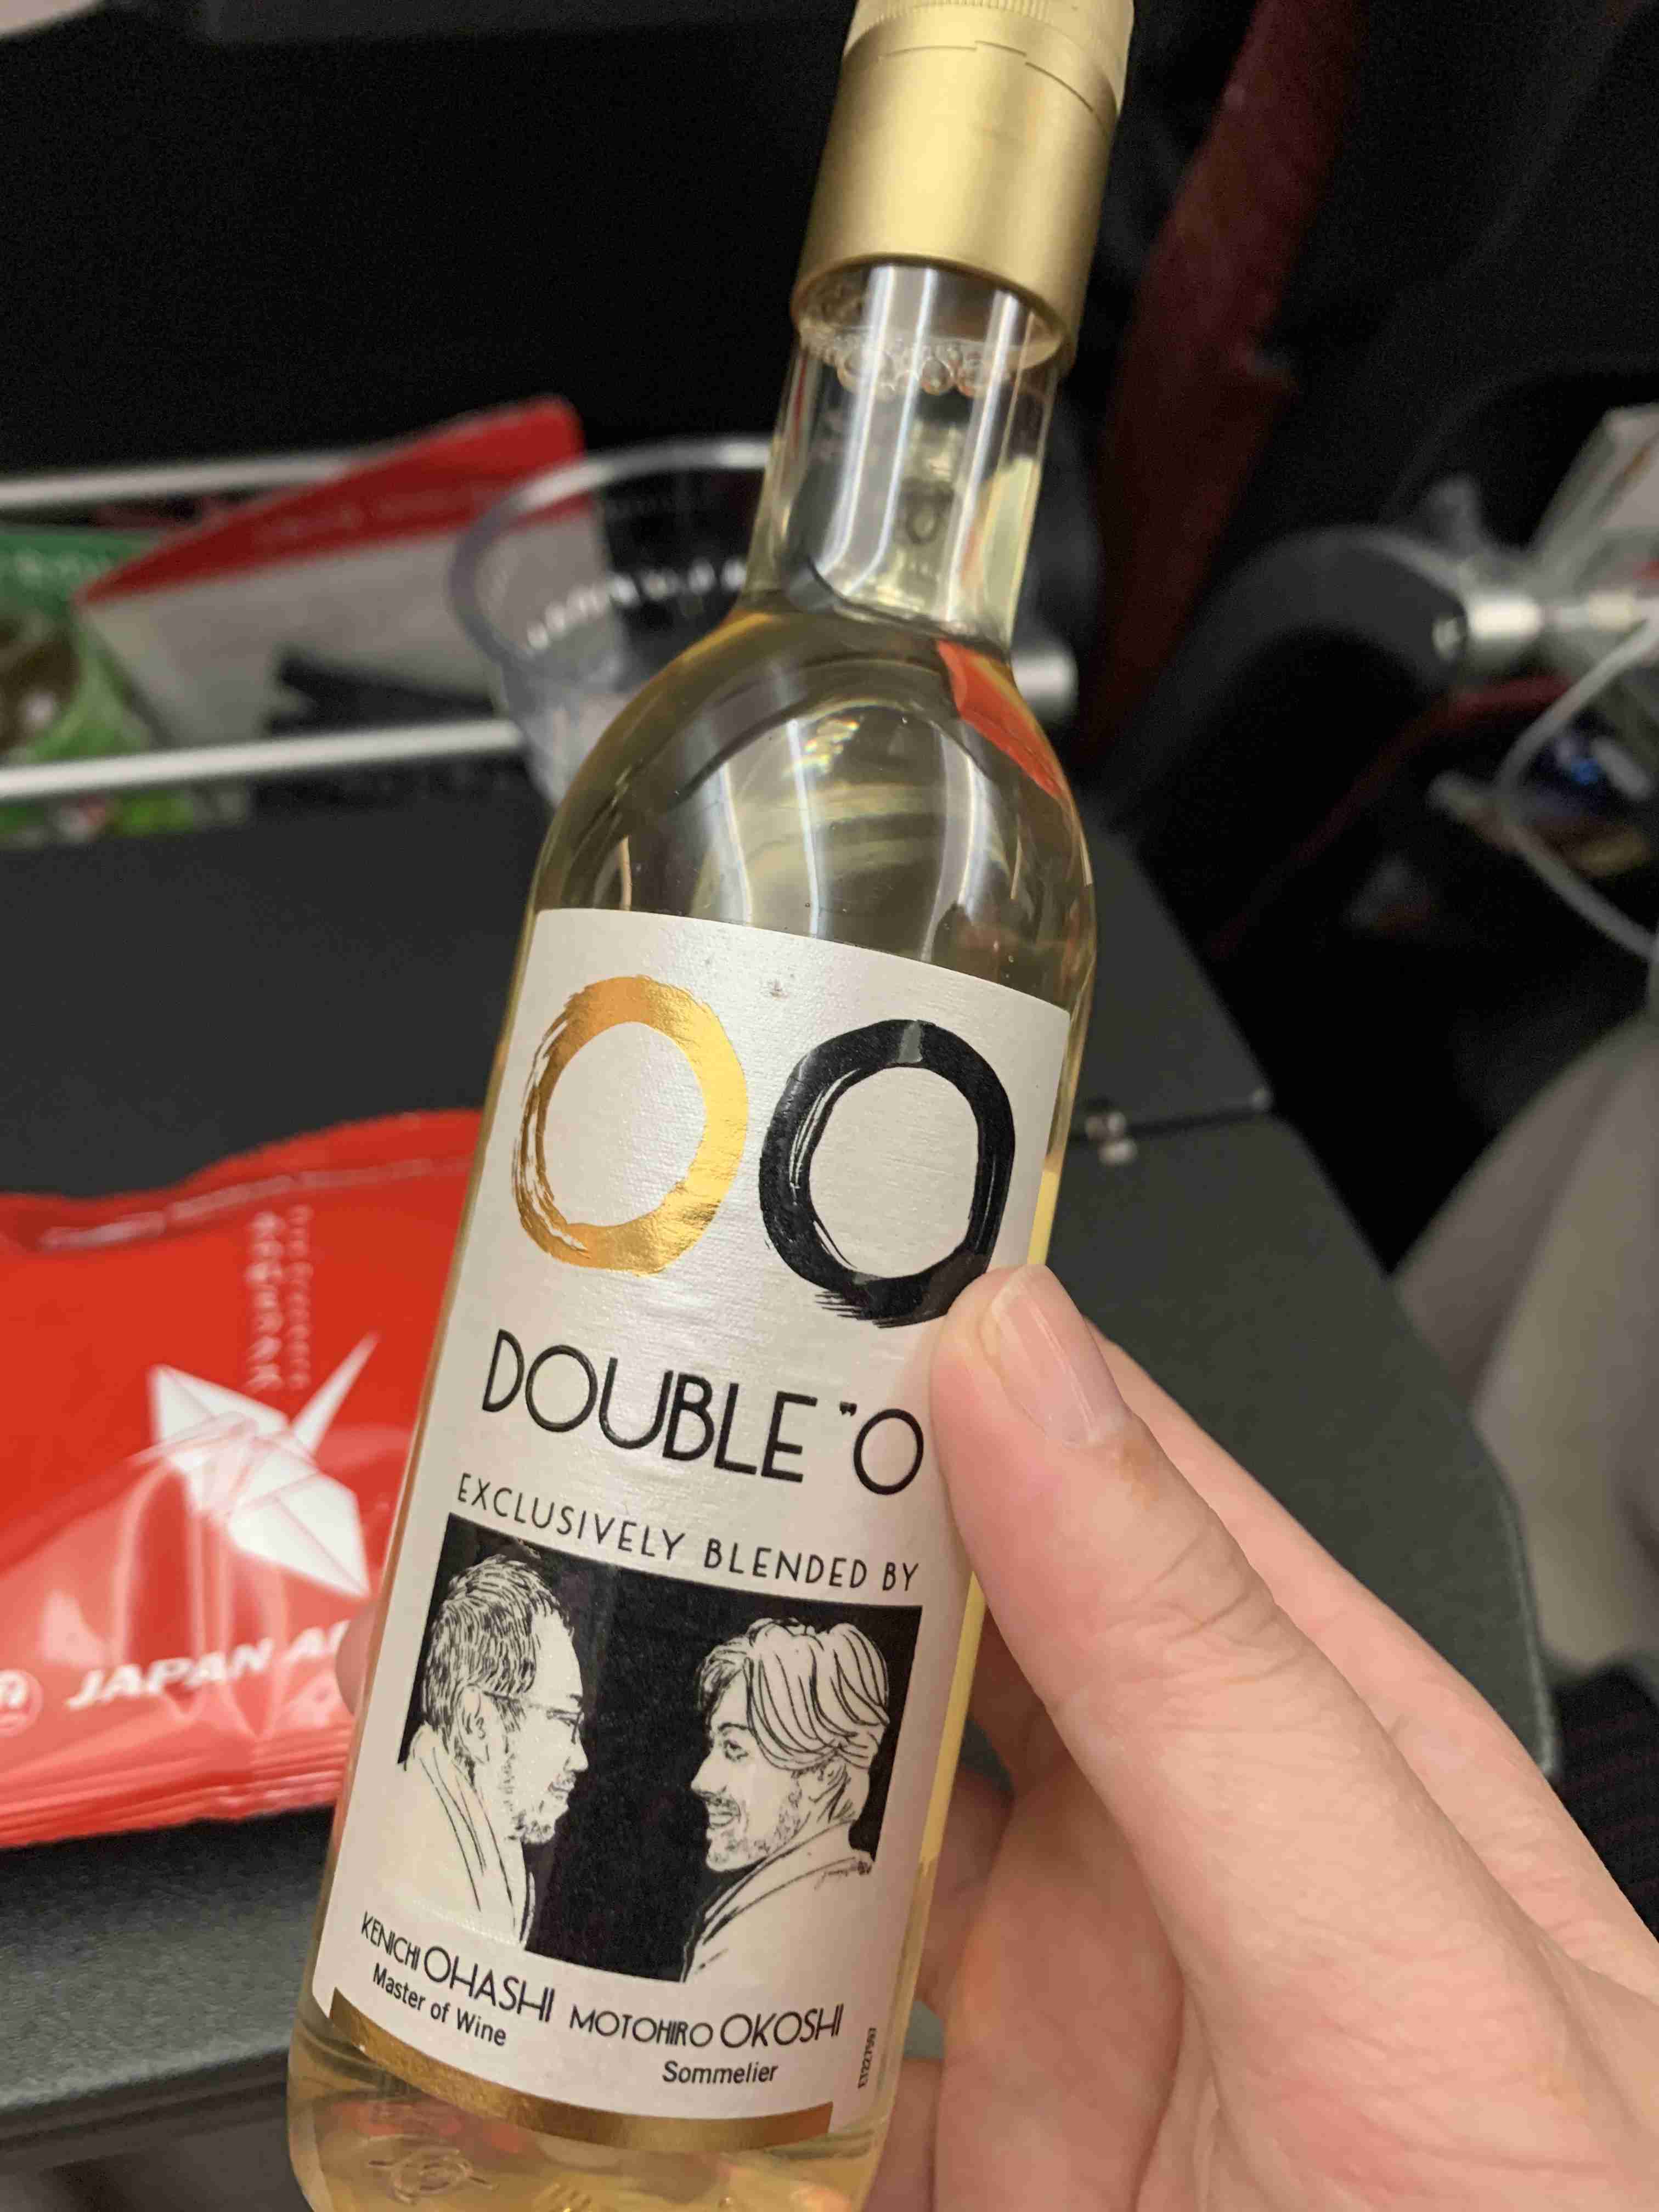 DOUBLE "O
EXCLUSIVELY BLENDED BY
KENICHI OHASHI
Master of Wine
MOTOHIRO OKOSHI
Sommelier
JAPAN